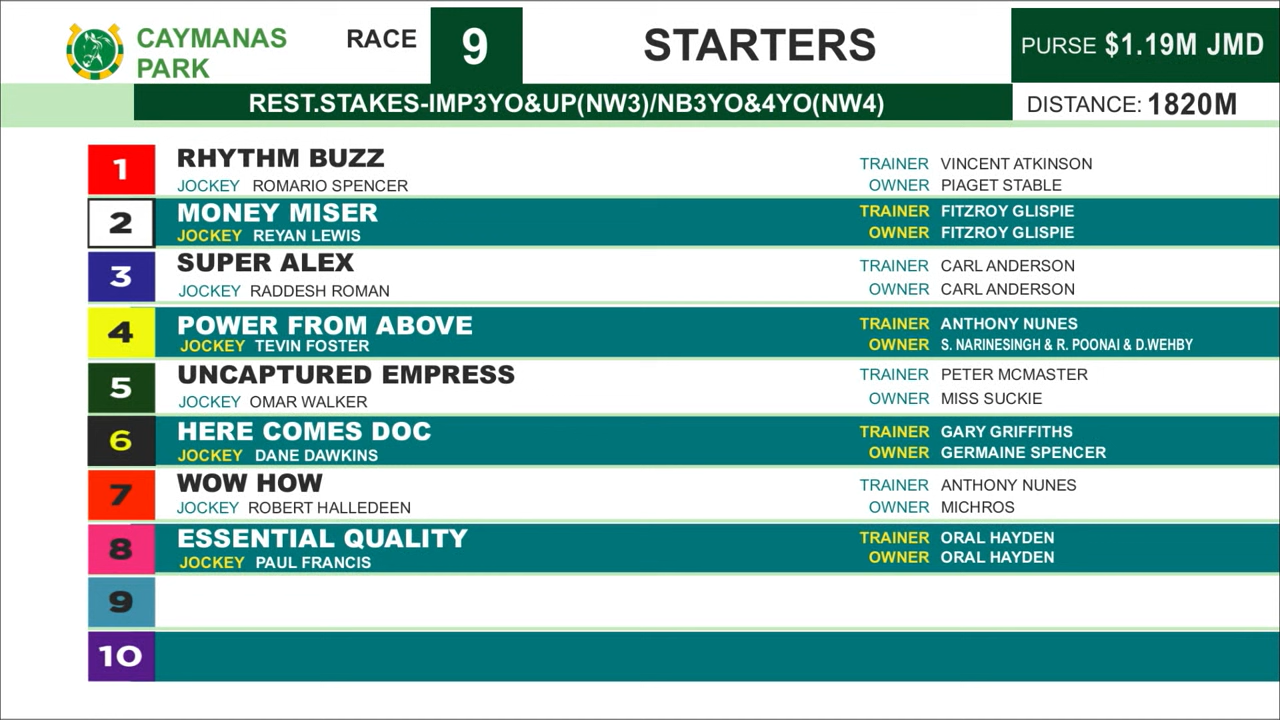 CAYMANAS PARK
RACE 9
STARTERS
PURSE $1.19M JMD
REST.STAKES-IMP3YO&UP(NW3)/NB3YO&4YO(NW4)
DISTANCE: 1820M
1 RHYTHM BUZZ
JOCKEY ROMARIO SPENCER
TRAINER VINCENT ATKINSON
OWNER PIAGET STABLE
2 MONEY MISER
JOCKEY REYAN LEWIS
TRAINER FITZROY GLISPIE
OWNER FITZROY GLISPIE
3 SUPER ALEX
JOCKEY RADDESH ROMAN
TRAINER CARL ANDERSON
OWNER CARL ANDERSON
4 POWER FROM ABOVE
JOCKEY TEVIN FOSTER
TRAINER ANTHONY NUNES
OWNER S. NARINESINGH & R. POONAI & D.WEHBY
5 UNCAPTURED EMPRESS
JOCKEY OMAR WALKER
TRAINER PETER MCMASTER
OWNER MISS SUCKIE
6 HERE COMES DOC
JOCKEY DANE DAWKINS
TRAINER GARY GRIFFITHS
OWNER GERMAINE SPENCER
7 WOW HOW
JOCKEY ROBERT HALLEDEEN
TRAINER ANTHONY NUNES
OWNER MICHROS
8 ESSENTIAL QUALITY
JOCKEY PAUL FRANCIS
TRAINER ORAL HAYDEN
OWNER ORAL HAYDEN
9
10